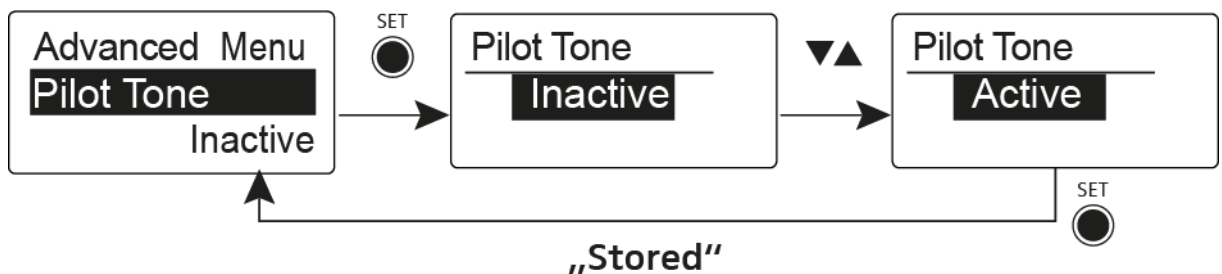 Advanced Menu
Pilot Tone
Inactive
SET
Pilot Tone
Inactive
▼▲
Pilot Tone
Active
SET
„Stored“